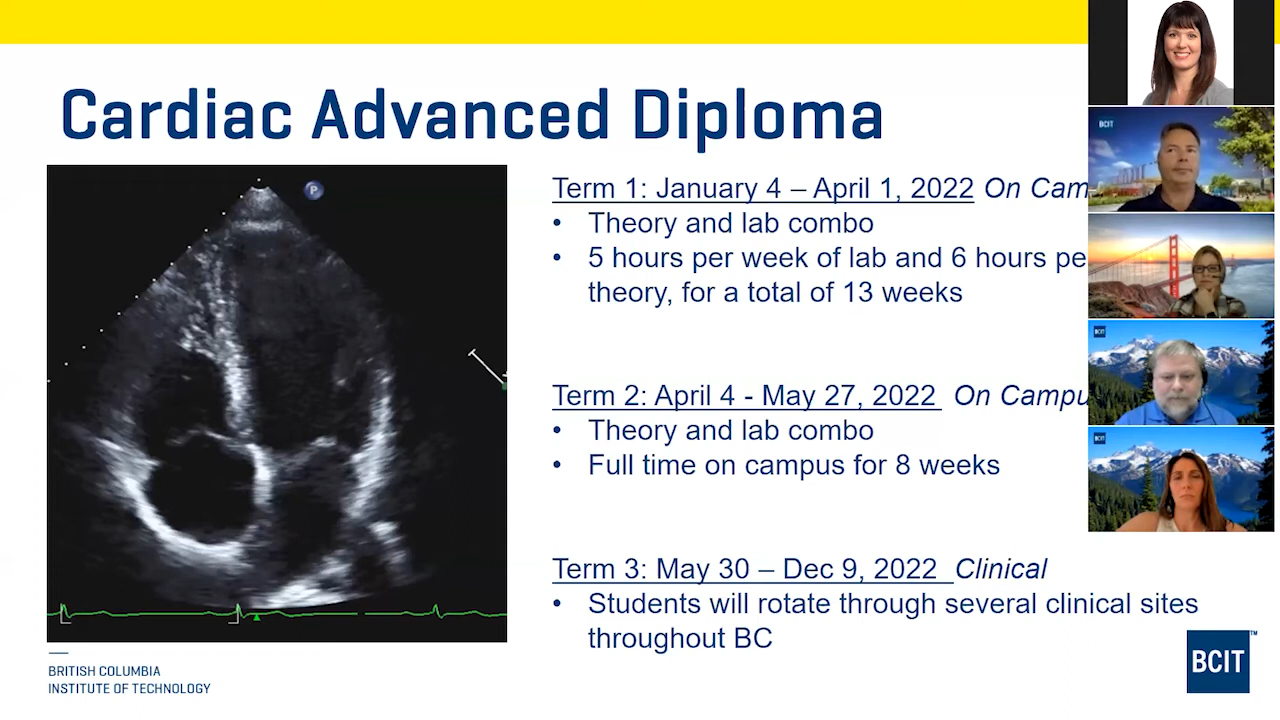 Cardiac Advanced Diploma
P
Term 1: January 4 – April 1, 2022 On Cam
• Theory and lab combo
• 5 hours per week of lab and 6 hours pe
theory, for a total of 13 weeks
Term 2: April 4 - May 27, 2022 On Campu
• Theory and lab combo
• Full time on campus for 8 weeks
Term 3: May 30 – Dec 9, 2022 Clinical
• Students will rotate through several clinical sites
throughout BC
BRITISH COLUMBIA
INSTITUTE OF TECHNOLOGY
BCIT™
BCIT
BCIT
BCIT